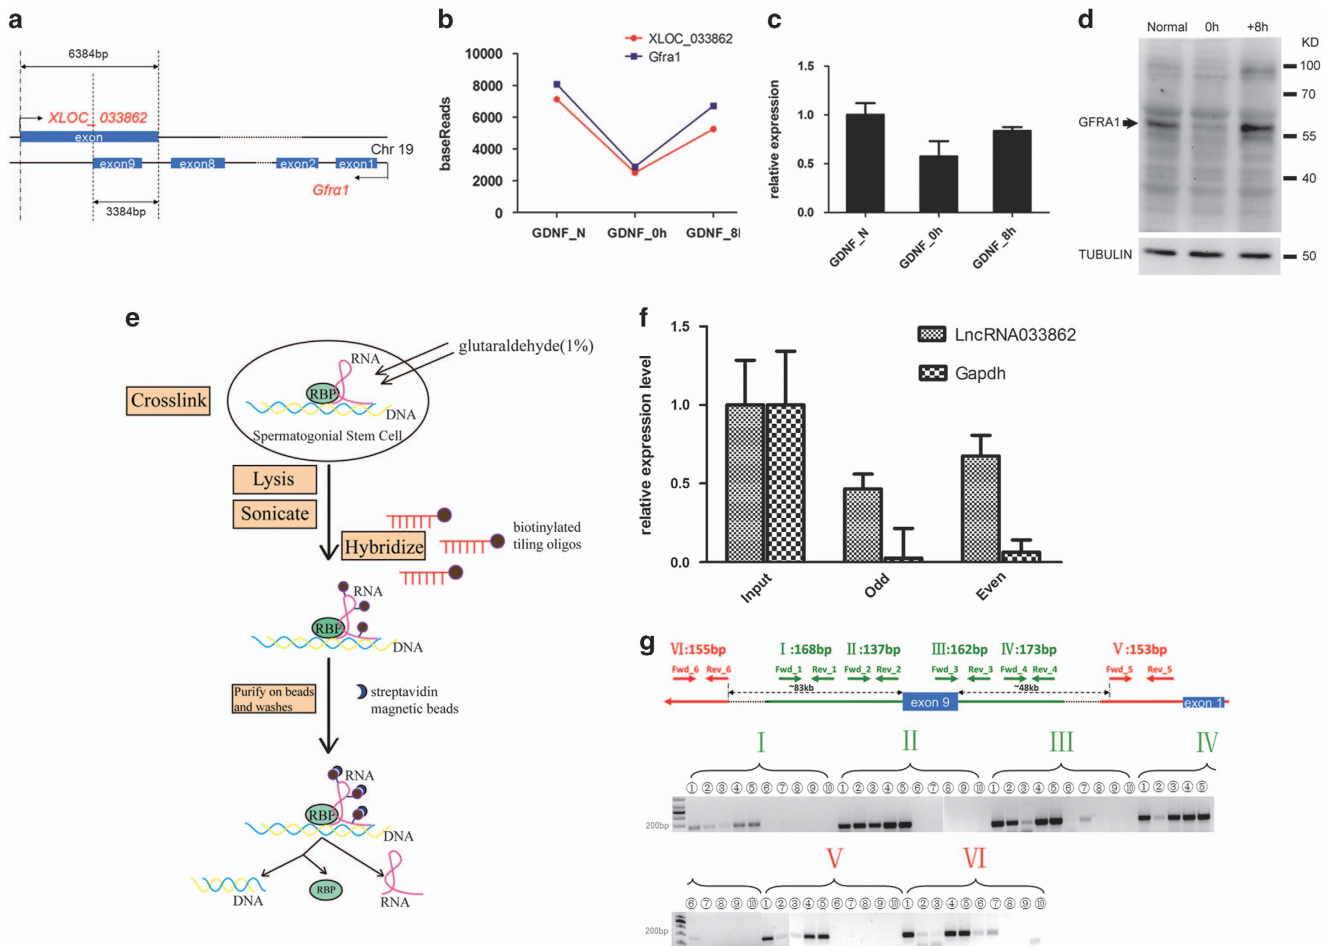 a
6384bp
XLOC_033862
exon
Chr 19
exon9 exon8 exon2 exon1
Gfrα1
3384bp
b
XLOC_033862
Gfra1
baseReads
10000
8000
6000
4000
2000
0
GDNF_N GDNF_0h GDNF_8I
c
relative expression
1.5
1.0
0.5
0.0
GDNF_N GDNF_0h GDNF_8h
d
Normal 0h +8h
KD
100
70
GFRA1
55
40
TUBULIN
50
e
RNA
glutaraldehyde(1%)
Crosslink
RBP
DNA
Spermatogonial Stem Cell
Lysis
Sonicate
Hybridize
biotinylated
tiling oligos
RNA
RBP
DNA
Purify on beads
and washes
streptavidin
magnetic beads
RNA
RBP
DNA
DNA
RBP
RNA
f
LncRNA033862
Gapdh
relative expression level
1.5
1.0
0.5
0.0
Input Odd Even
g
VI:155bp I:168bp II:137bp III:162bp IV:173bp V:153bp
Fwd_6 Rev_6 Fwd_1 Rev_1 Fwd_2 Rev_2 Fwd_3 Rev_3 Fwd_4 Rev_4 Fwd_5 Rev_5
~83kb ~48kb
exon 9 exon 1
I II III IV
①②③④⑤⑥⑦⑧⑨⑩ ①②③④⑤⑥⑦⑧⑨⑩ ①②③④⑤⑥⑦⑧⑨⑩ ①②③④⑤
200bp
V VI
⑥⑦⑧⑨⑩ ①②③④⑤⑥⑦⑧⑨⑩ ①②③④⑤⑥⑦⑧⑨⑩
200bp